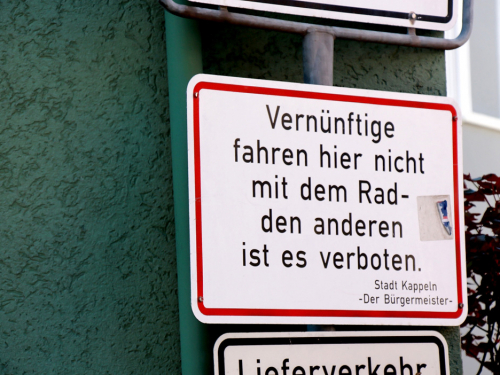 Vernünftige
fahren hier nicht
mit dem Rad-
den anderen
ist es verboten.
Stadt Kappeln
-Der Bürgermeister-
Lieferverkehr